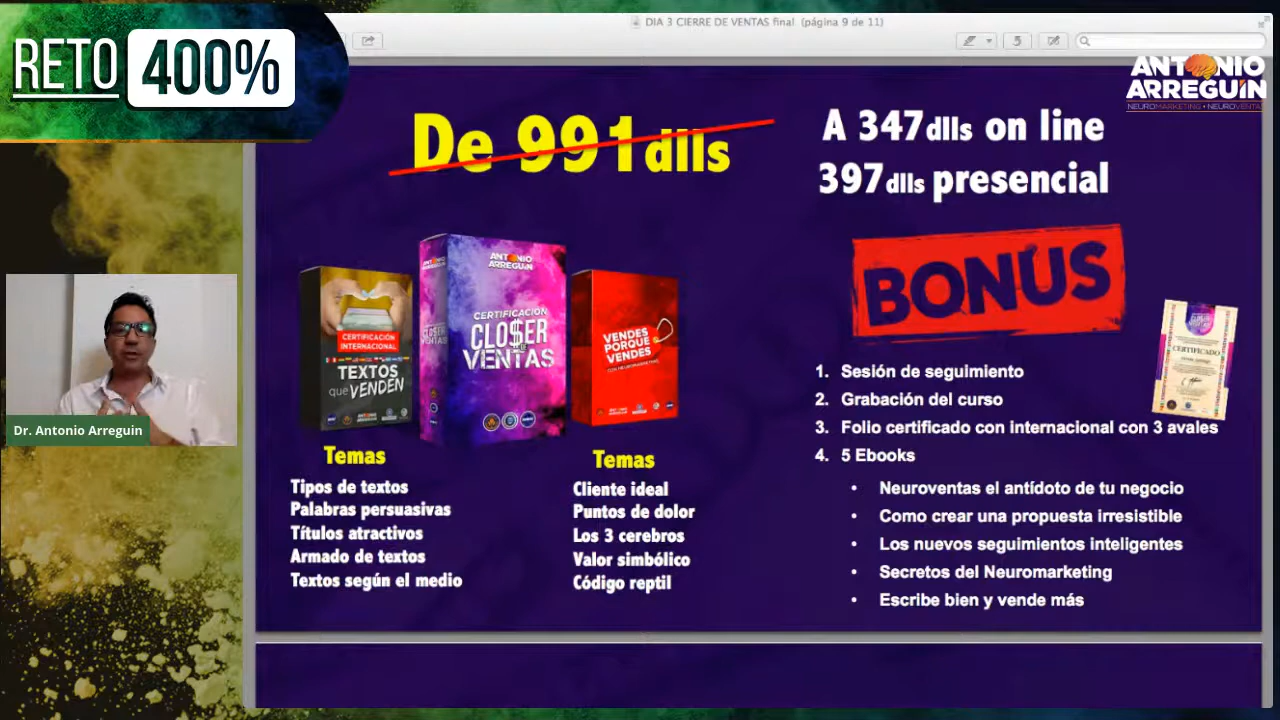 RETO 400%
DIA 3 CIERRE DE VENTAS final (página 9 de 11)
ANTONIO
ARREGUÍN
NEUROMARKETING • NEUROVENTAS
De 991dlls
A 347dlls on line
397dlls presencial
BONUS
CERTIFICACIÓN
INTERNACIONAL
TEXTOS
que VENDEN
ANTONIO
ARREGUÍN
CERTIFICACIÓN
CLO$ER
DE
VENTAS
VENDES
PORQUE
VENDES
CON NEUROMARKETING
CERTIFICADO
Dr. Antonio Arreguin
Temas
Tipos de textos
Palabras persuasivas
Títulos atractivos
Armado de textos
Textos según el medio
Temas
Cliente ideal
Puntos de dolor
Los 3 cerebros
Valor simbólico
Código reptil
1. Sesión de seguimiento
2. Grabación del curso
3. Folio certificado con internacional con 3 avales
4. 5 Ebooks
• Neuroventas el antídoto de tu negocio
• Como crear una propuesta irresistible
• Los nuevos seguimientos inteligentes
• Secretos del Neuromarketing
• Escribe bien y vende más